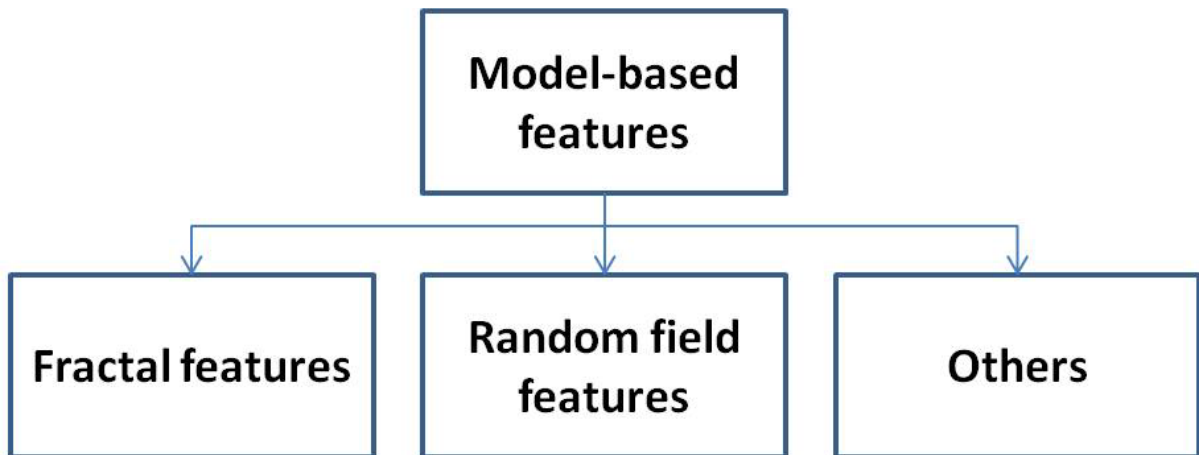 Model-based
features
Fractal features
Random field
features
Others